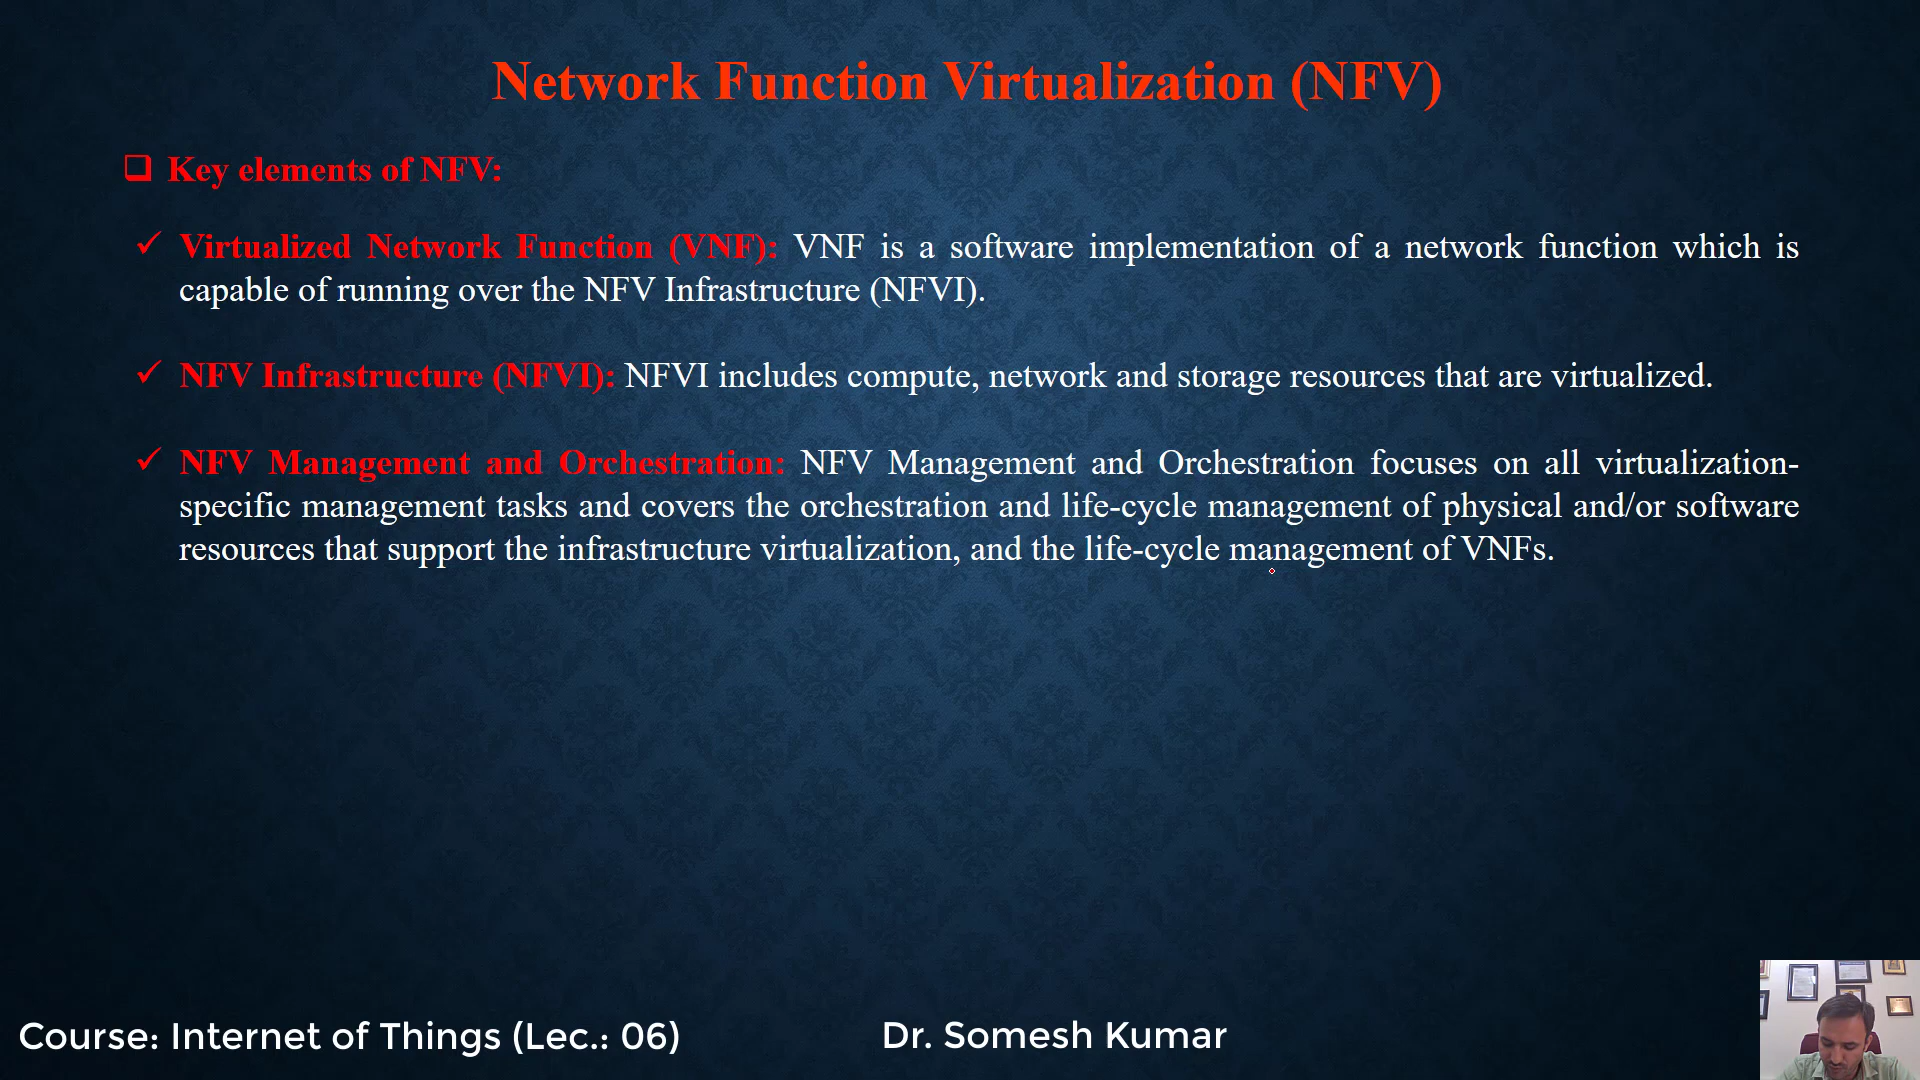 Network Function Virtualization (NFV)
Key elements of NFV:
Virtualized Network Function (VNF): VNF is a software implementation of a network function which is
capable of running over the NFV Infrastructure (NFVI).
NFV Infrastructure (NFVI): NFVI includes compute, network and storage resources that are virtualized.
NFV Management and Orchestration: NFV Management and Orchestration focuses on all virtualization-
specific management tasks and covers the orchestration and life-cycle management of physical and/or software
resources that support the infrastructure virtualization, and the life-cycle management of VNFs.
Course: Internet of Things (Lec.: 06)
Dr. Somesh Kumar